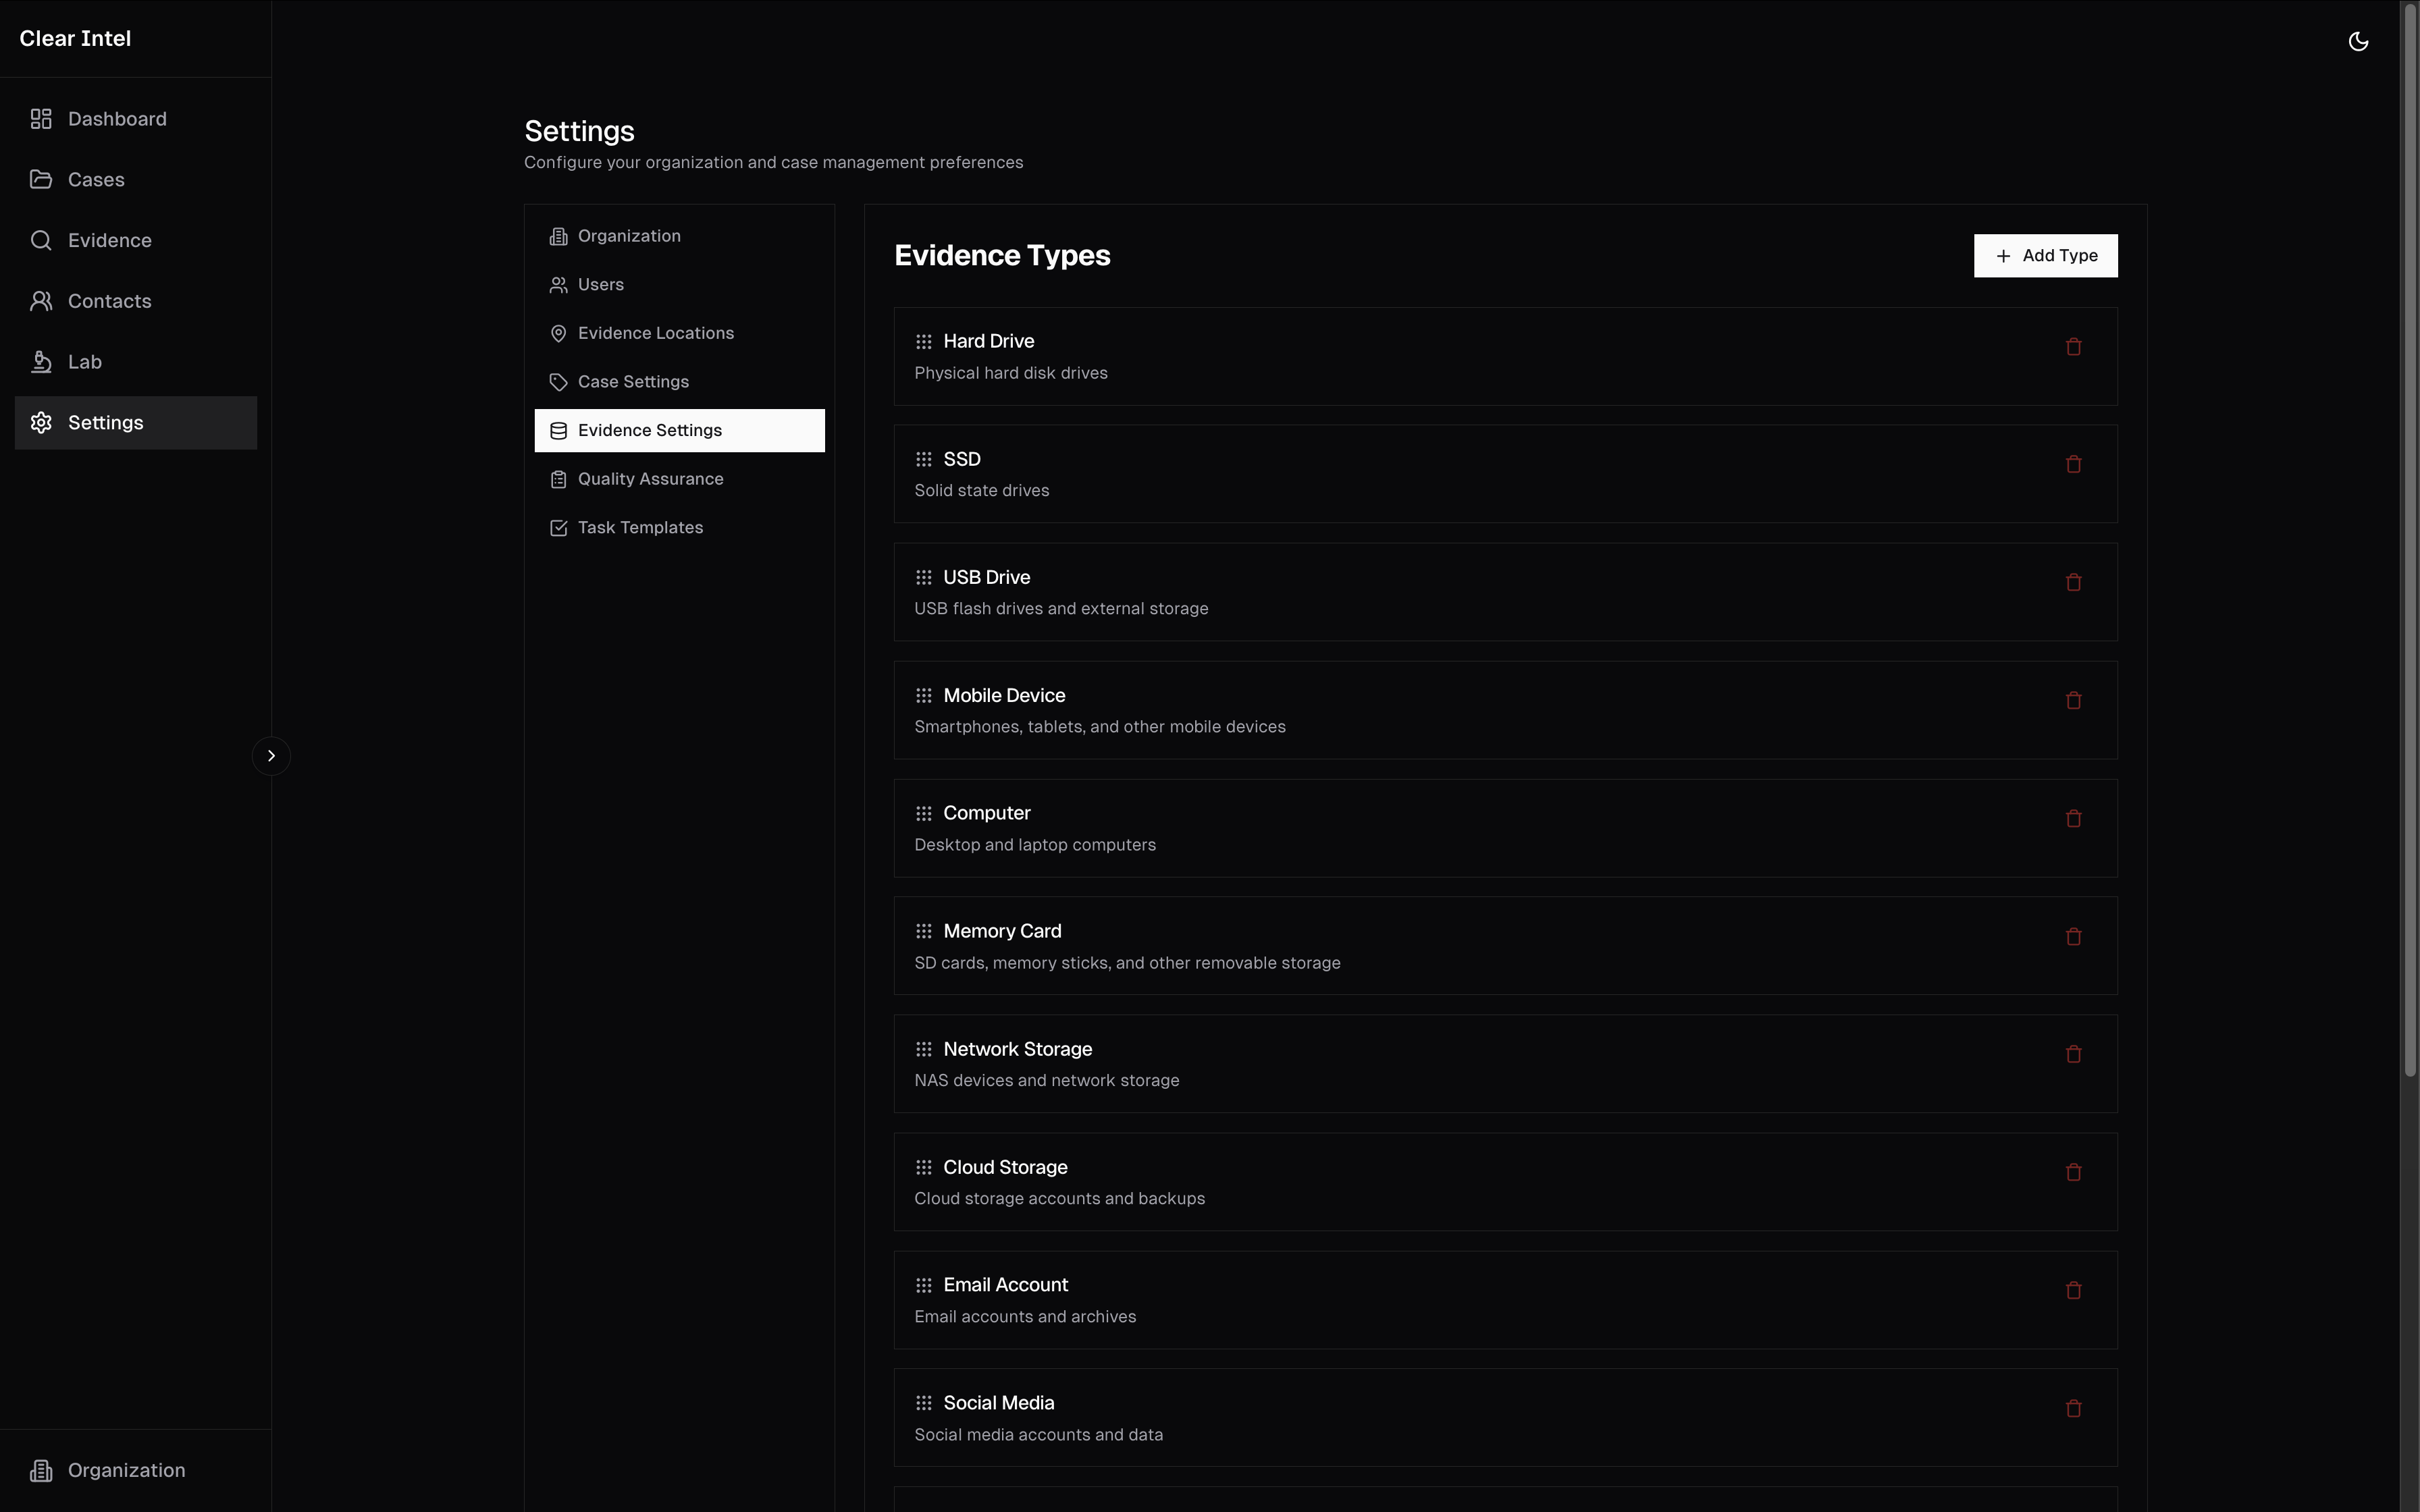 Clear Intel
Dashboard
Cases
Evidence
Contacts
Lab
Settings
Organization
Settings
Configure your organization and case management preferences
Organization
Users
Evidence Locations
Case Settings
Evidence Settings
Quality Assurance
Task Templates
Evidence Types
Add Type
Hard Drive
Physical hard disk drives
SSD
Solid state drives
USB Drive
USB flash drives and external storage
Mobile Device
Smartphones, tablets, and other mobile devices
Computer
Desktop and laptop computers
Memory Card
SD cards, memory sticks, and other removable storage
Network Storage
NAS devices and network storage
Cloud Storage
Cloud storage accounts and backups
Email Account
Email accounts and archives
Social Media
Social media accounts and data